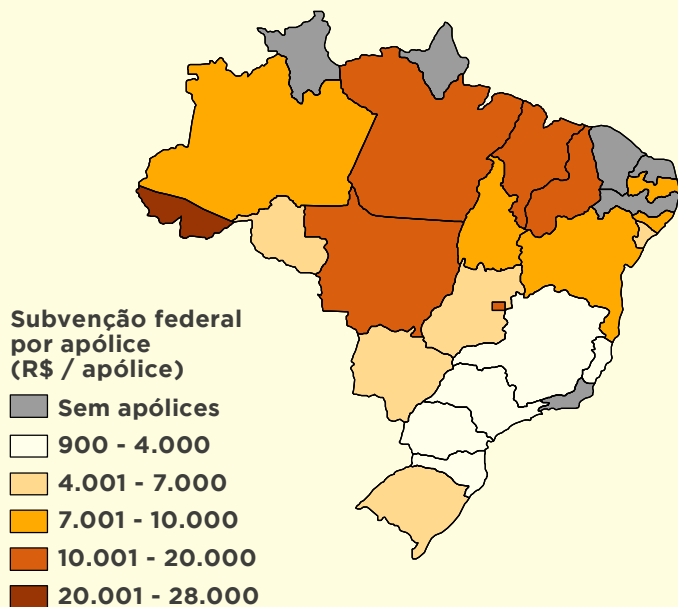 Subvenção federal
por apólice
(R$ / apólice)
Sem apólices
900 - 4.000
4.001 - 7.000
7.001 - 10.000
10.001 - 20.000
20.001 - 28.000